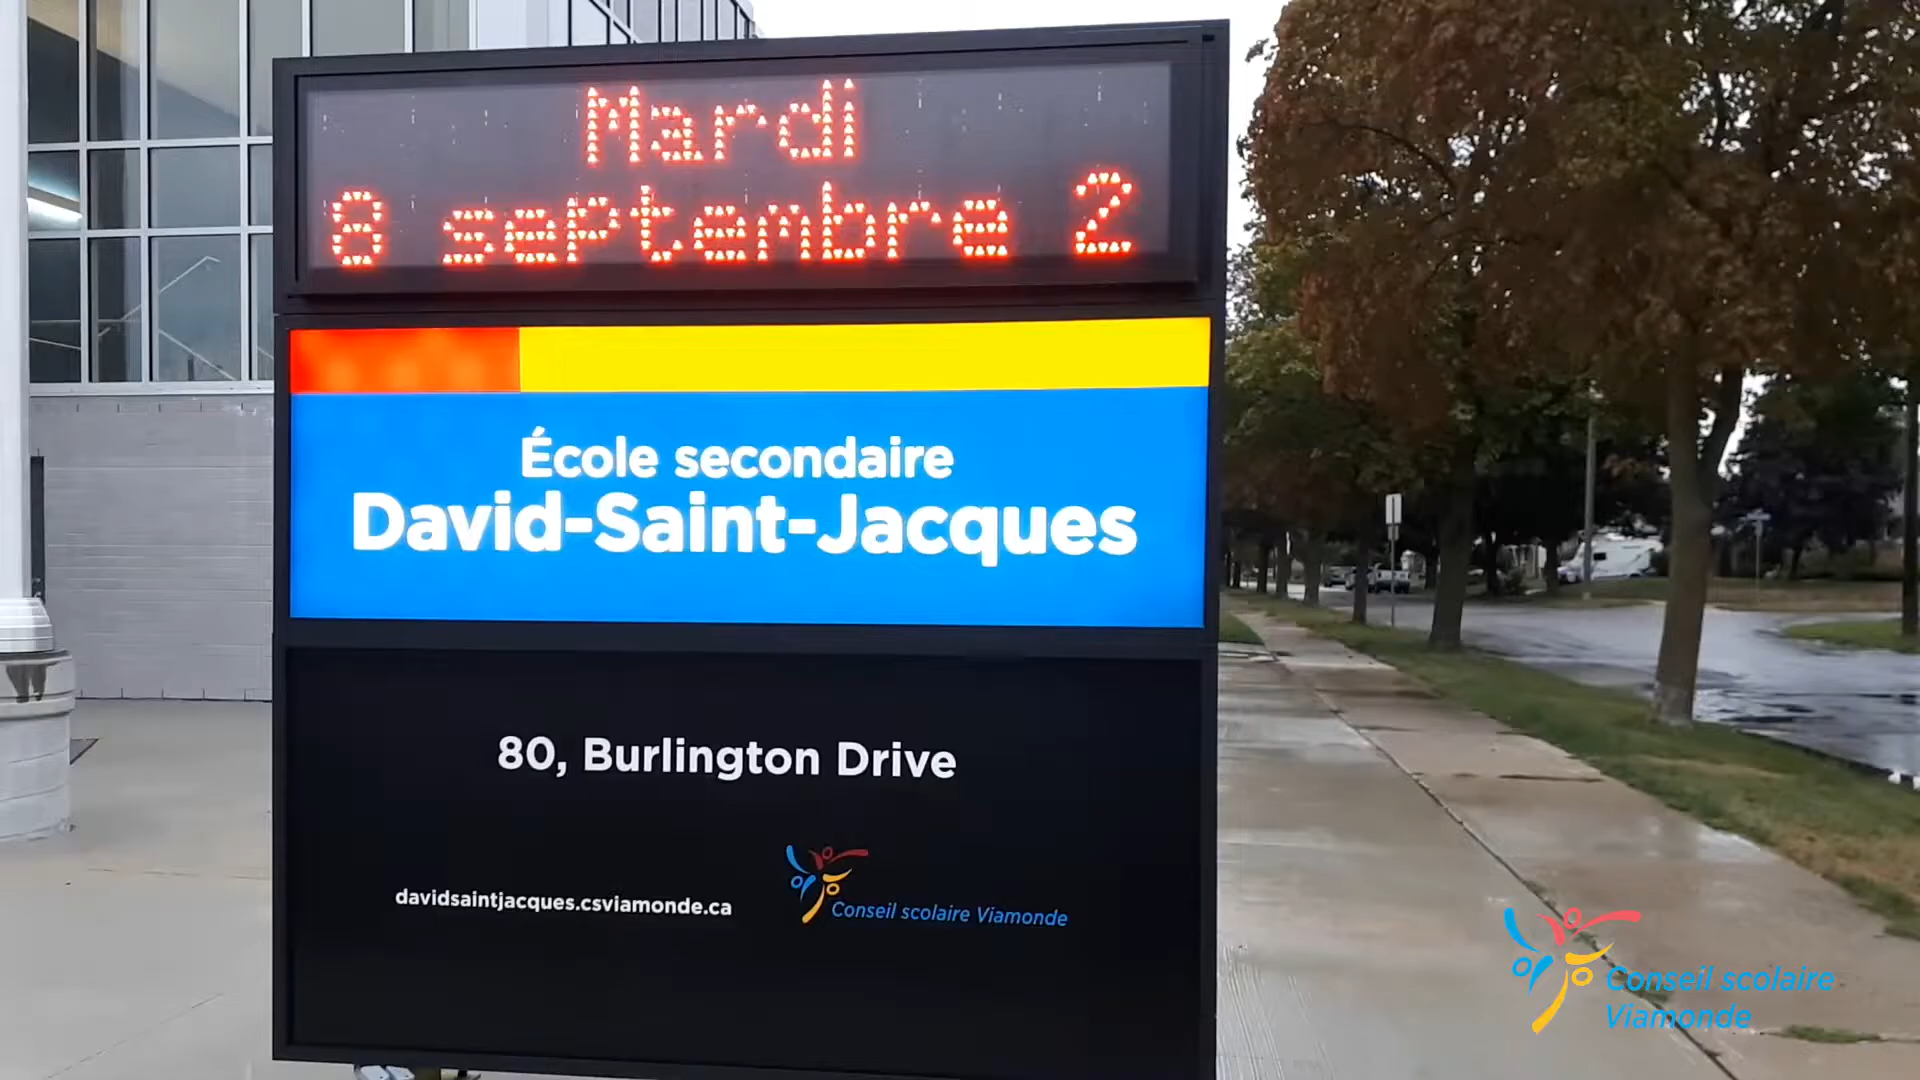 Mardi
8 septembre 2
École secondaire
David-Saint-Jacques
80, Burlington Drive
davidsaintjacques.csviamonde.ca
Conseil scolaire Viamonde
Conseil scolaire
Viamonde